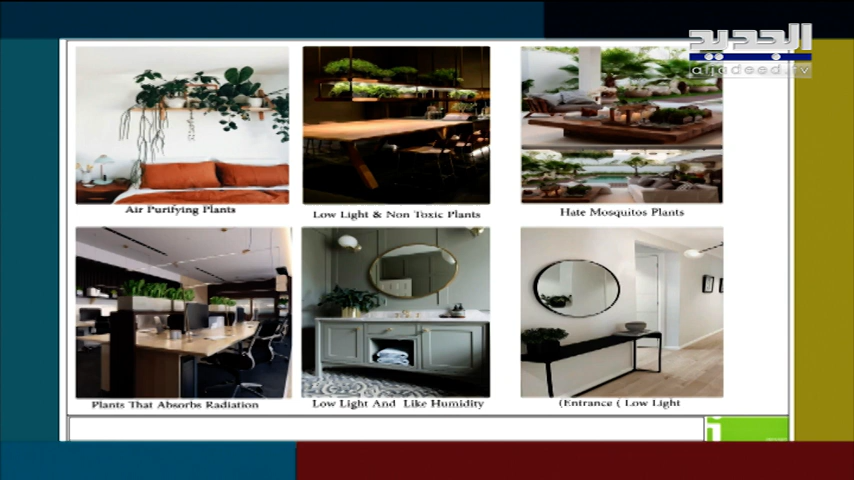 الجديد
aljadeed.tv
Air Purifying Plants
Low Light & Non Toxic Plants
Hate Mosquitos Plants
Plants That Absorbs Radiation
Low Light And Like Humidity
(Entrance ( Low Light